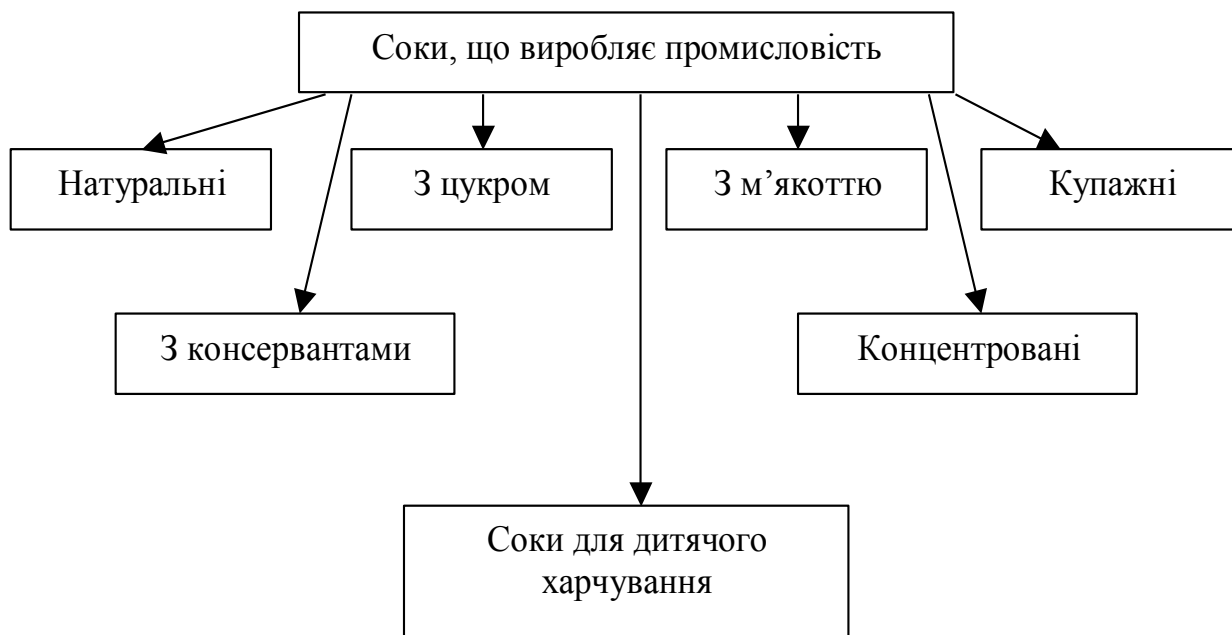 Соки, що виробляє промисловість
Натуральні
З цукром
З м’якоттю
Купажні
З консервантами
Концентровані
Соки для дитячого
харчування